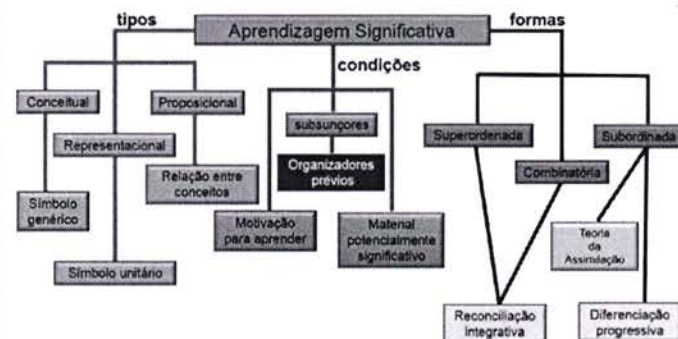 tipos
Aprendizagem Significativa
formas
condições
Conceitual
Proposicional
Representacional
subsunçores
Superordenada
Subordinada
Organizadores
prévios
Combinatória
Relação entre
conceitos
Símbolo
genérico
Motivação
para aprender
Material
potencialmente
significativo
Teoria
da
Assimilação
Símbolo unitário
Reconciliação
Integrativa
Diferenciação
progressiva